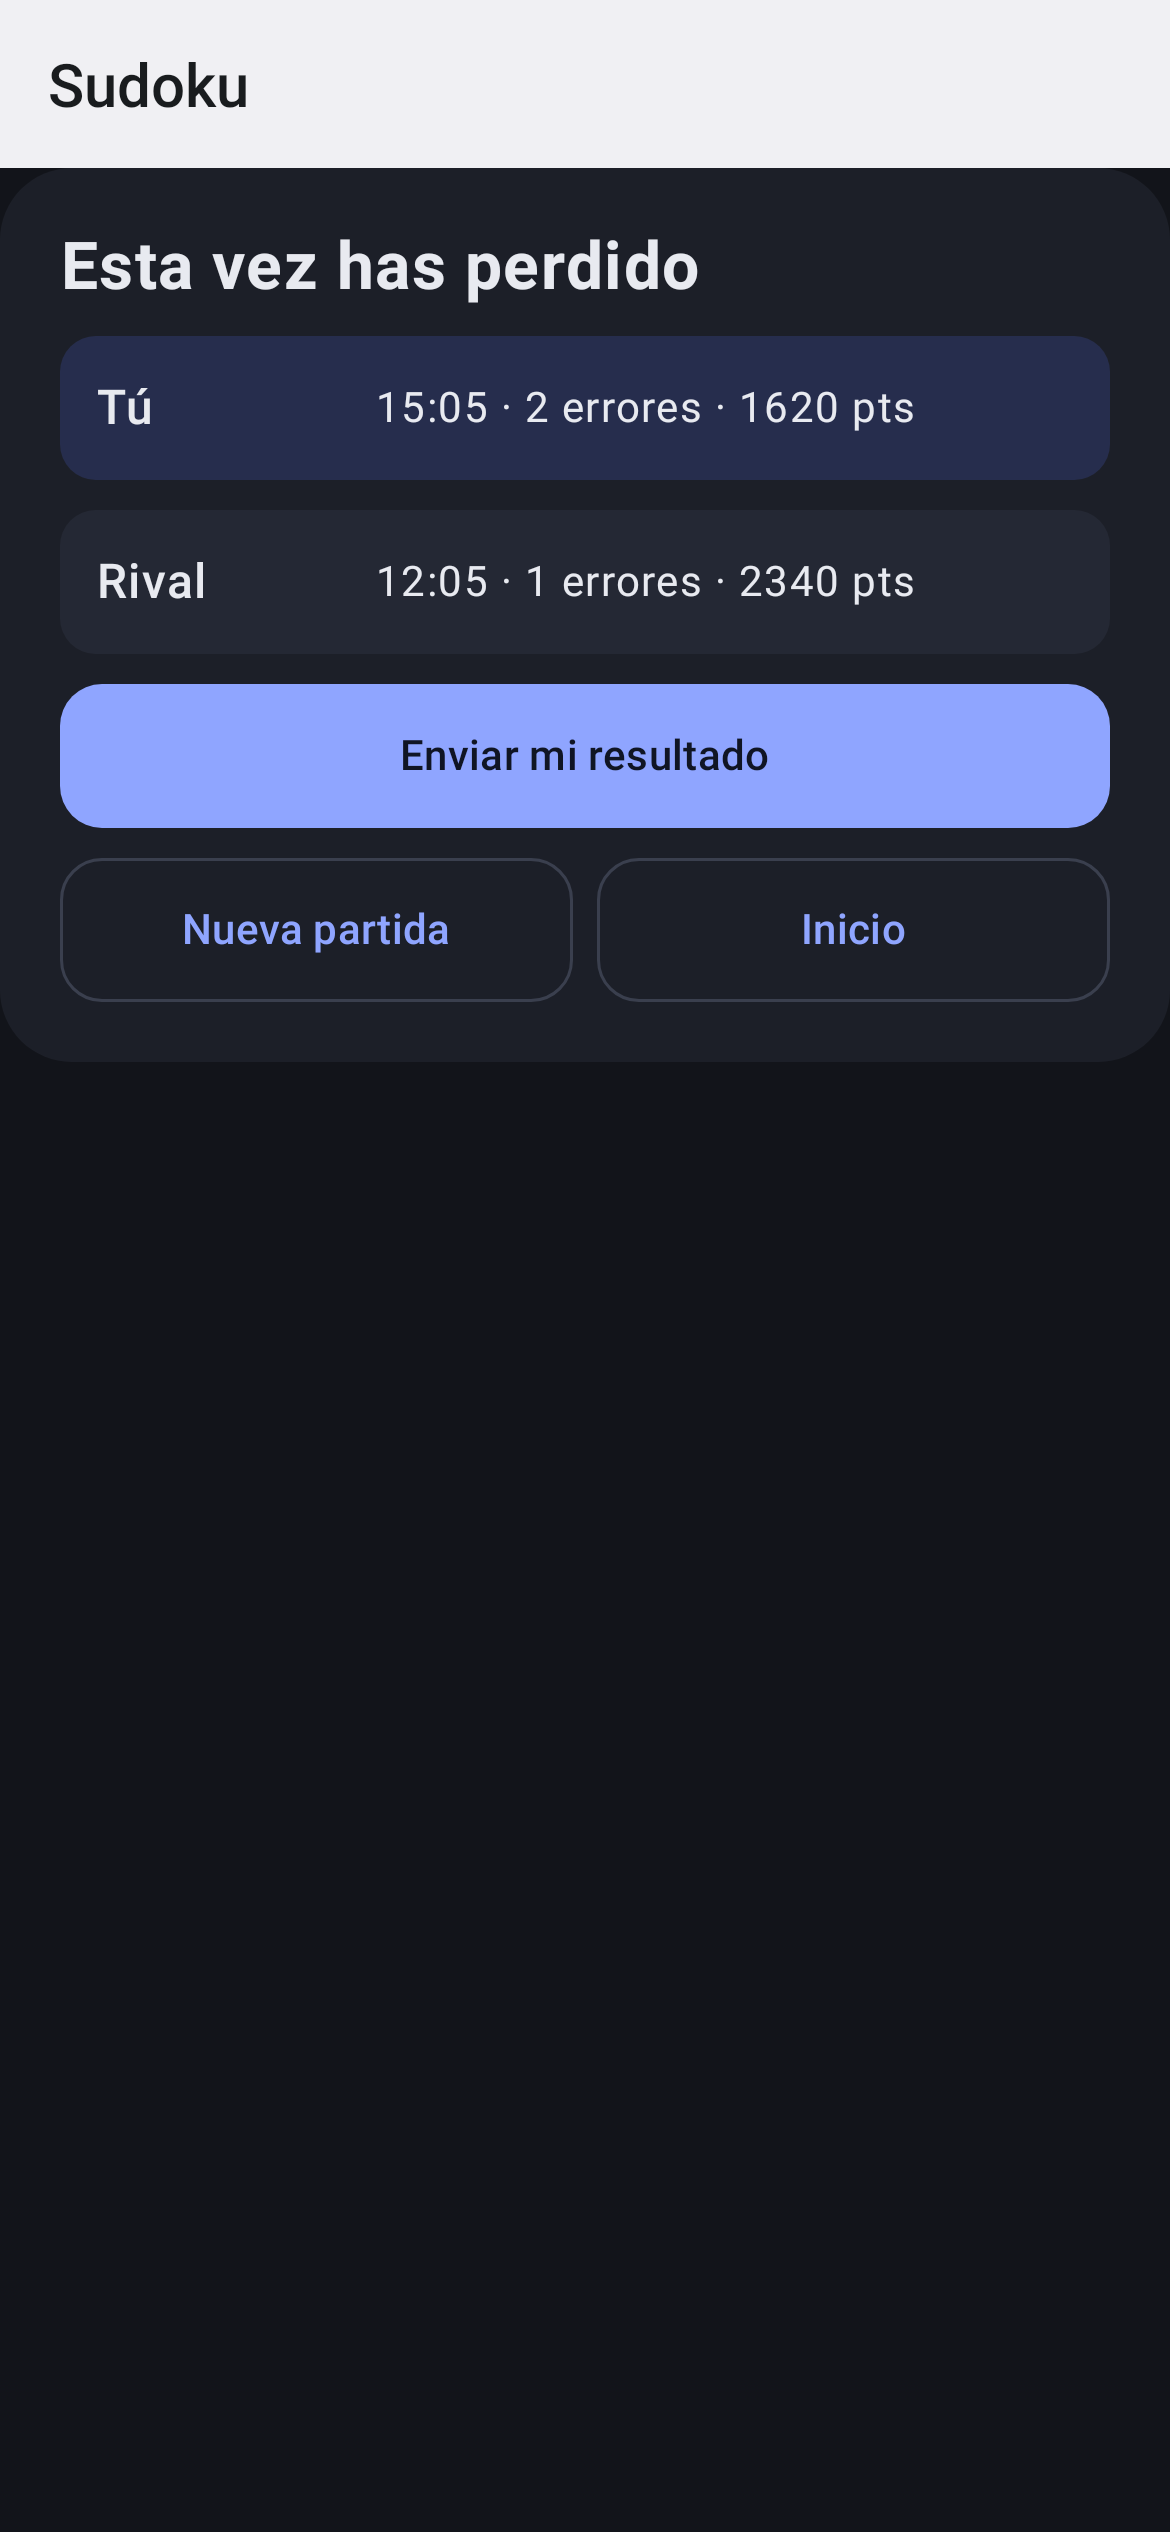 Sudoku
Esta vez has perdido
Tú 15:05 · 2 errores · 1620 pts
Rival 12:05 · 1 errores · 2340 pts
Enviar mi resultado
Nueva partida Inicio